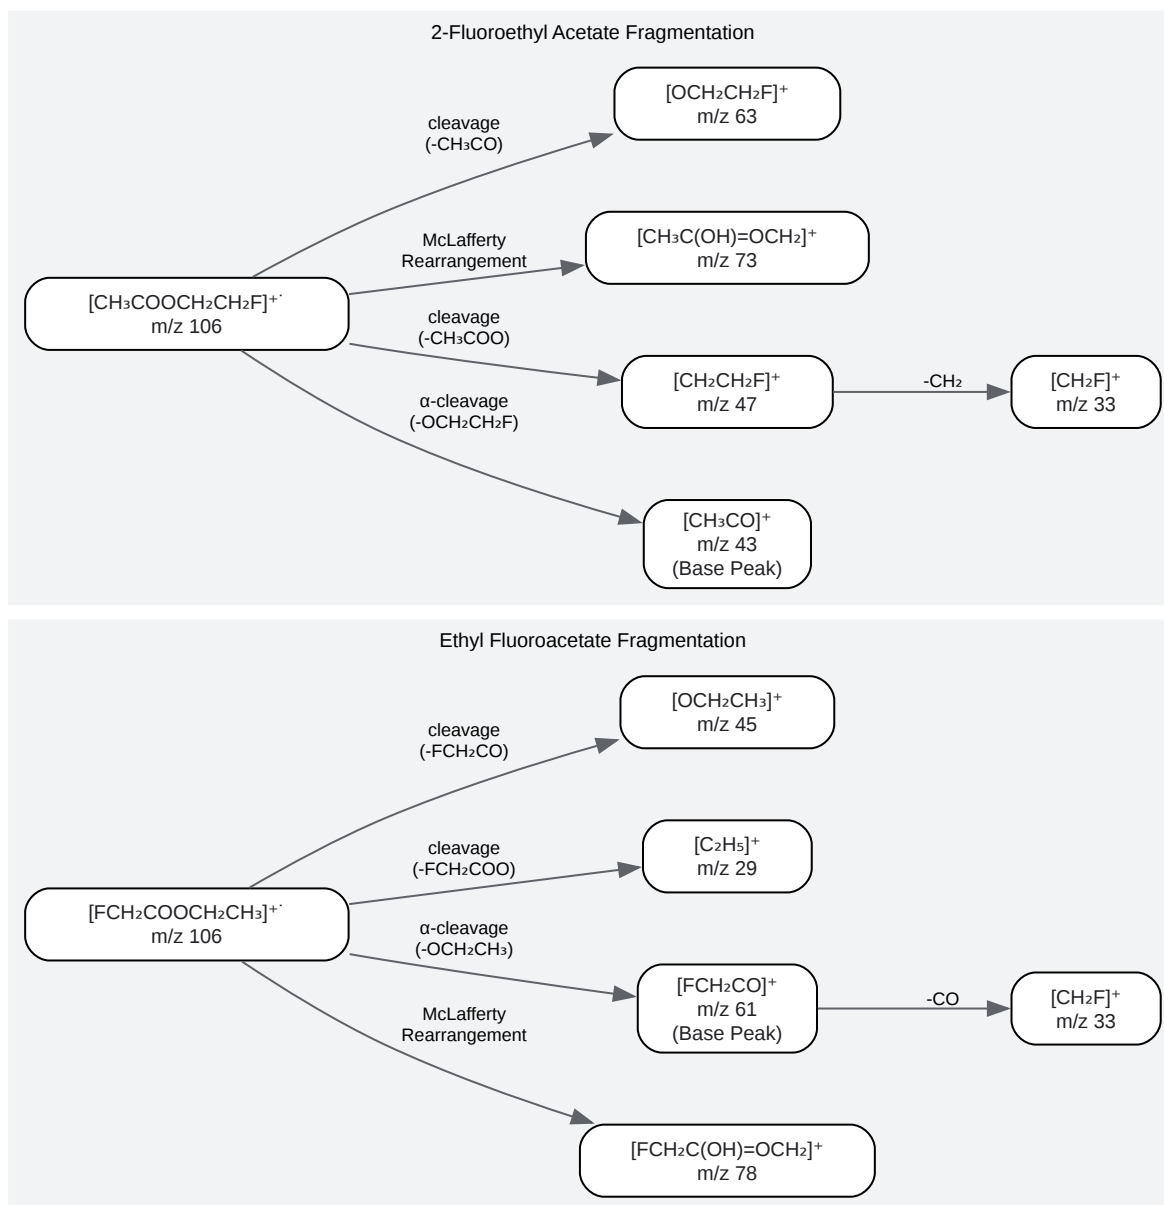 2-Fluoroethyl Acetate Fragmentation
[OCH₂CH₂F]⁺
m/z 63
cleavage
(-CH₃CO)
McLafferty
Rearrangement
[CH₃C(OH)=OCH₂]⁺
m/z 73
[CH₃COOCH₂CH₂F]⁺˙
m/z 106
cleavage
(-CH₃COO)
[CH₂CH₂F]⁺
m/z 47
-CH₂
[CH₂F]⁺
m/z 33
α-cleavage
(-OCH₂CH₂F)
[CH₃CO]⁺
m/z 43
(Base Peak)
Ethyl Fluoroacetate Fragmentation
[OCH₂CH₃]⁺
m/z 45
cleavage
(-FCH₂CO)
cleavage
(-FCH₂COO)
[C₂H₅]⁺
m/z 29
[FCH₂COOCH₂CH₃]⁺˙
m/z 106
α-cleavage
(-OCH₂CH₃)
[FCH₂CO]⁺
m/z 61
(Base Peak)
-CO
[CH₂F]⁺
m/z 33
McLafferty
Rearrangement
[FCH₂C(OH)=OCH₂]⁺
m/z 78